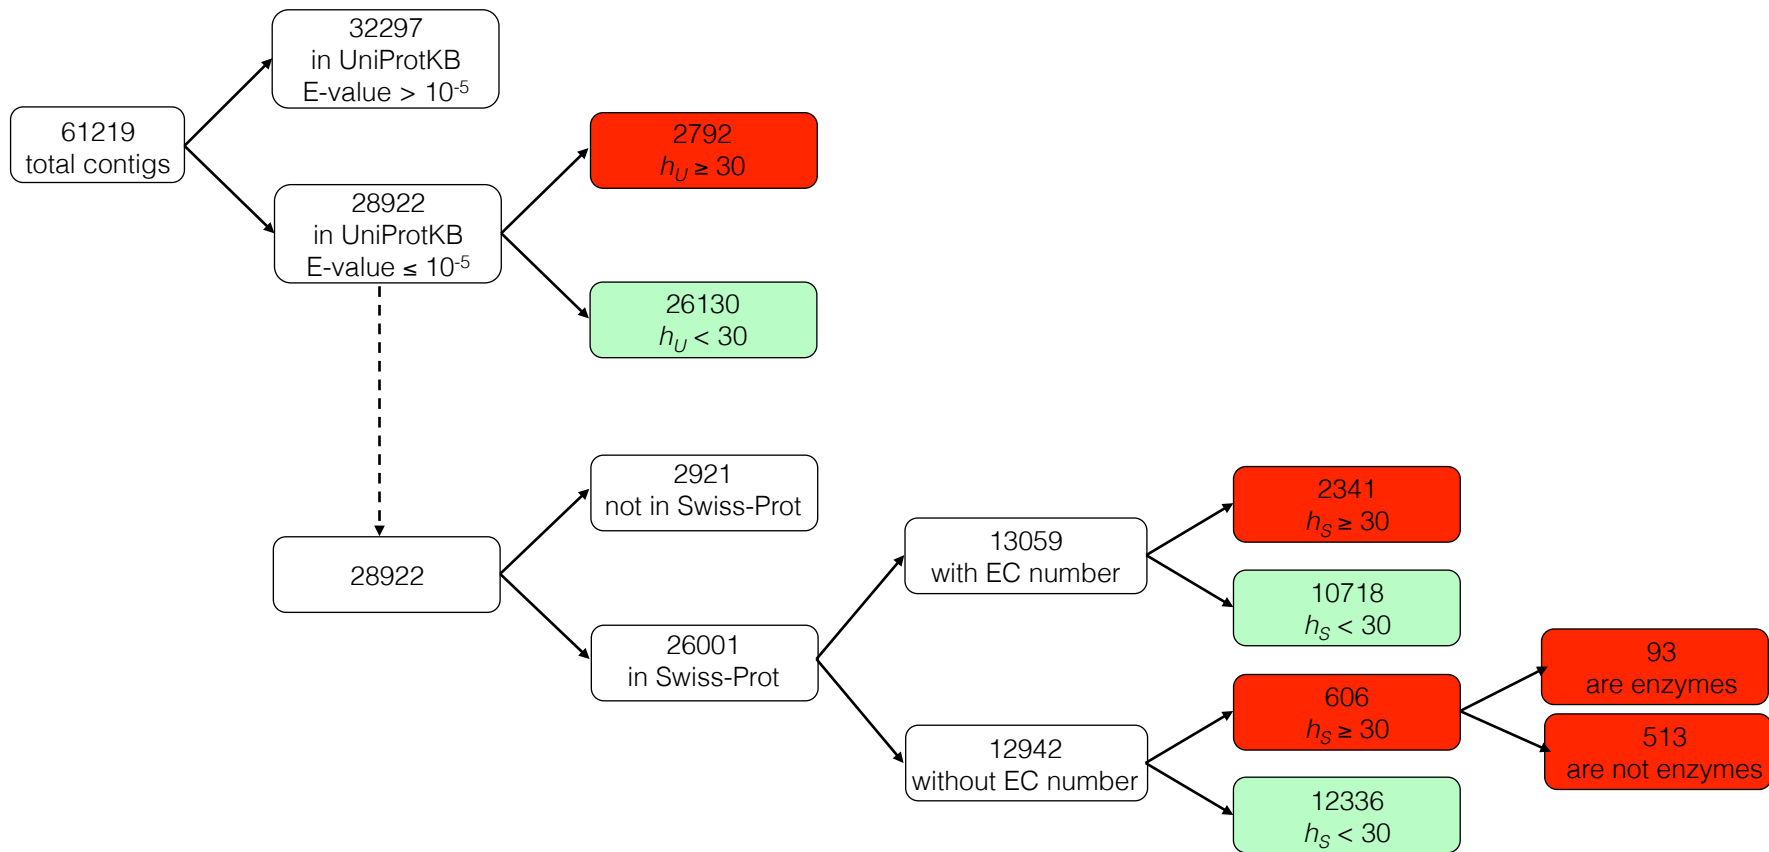 32297
in UniProtKB
E-value > 10⁻⁵
61219
total contigs
2792
hU ≥ 30
28922
in UniProtKB
E-value ≤ 10⁻⁵
26130
hU < 30
2921
not in Swiss-Prot
28922
26001
in Swiss-Prot
13059
with EC number
2341
hS ≥ 30
10718
hS < 30
12942
without EC number
606
hS ≥ 30
12336
hS < 30
93
are enzymes
513
are not enzymes